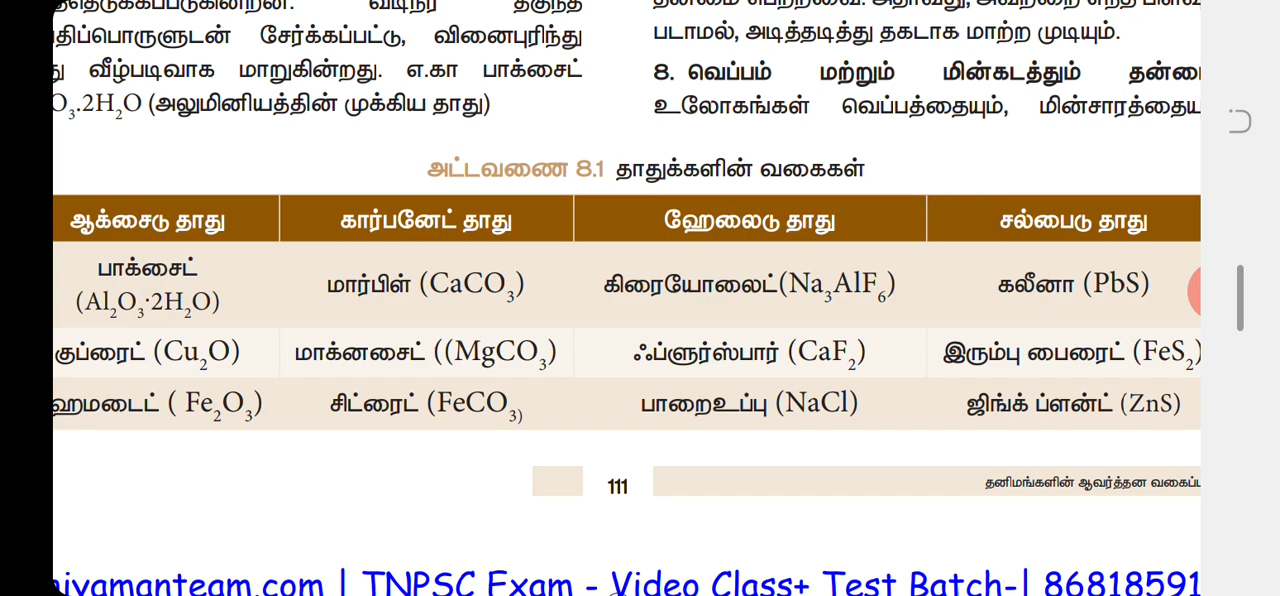 வினைபுரிந்து
சேர்க்கப்பட்டு,
வீழ்படிவாக மாறுகின்றது. எ.கா பாக்சைட்
O₃.2H₂O (அலுமினியத்தின் முக்கிய தாது)
படாமல், அடித்தடித்து தகடாக மாற்ற முடியும்.
8. வெப்பம் மற்றும் மின்கடத்தும்
உலோகங்கள் வெப்பத்தையும்,
அட்டவணை 8.1 தாதுக்களின் வகைகள்
ஆக்சைடு தாது கார்பனேட் தாது ஹேலைடு தாது சல்பைடு தாது
பாக்சைட்
(Al₂O₃·2H₂O) மார்பிள் (CaCO₃) கிரையோலைட்(Na₃AlF₆) கலீனா (PbS)
குப்ரைட் (Cu₂O) மாக்னசைட் ((MgCO₃) ஃப்ளுர்ஸ்பார் (CaF₂) இரும்பு பைரைட் (FeS₂)
ஹமடைட் ( Fe₂O₃) சிட்ரைட் (FeCO₃) பாறைஉப்பு (NaCl) ஜிங்க் ப்ளன்ட் (ZnS)
111
தனிமங்களின் ஆவர்த்தன
iyamanteam.com | TNPSC Exam - Video Class+ Test Batch-| 86818591